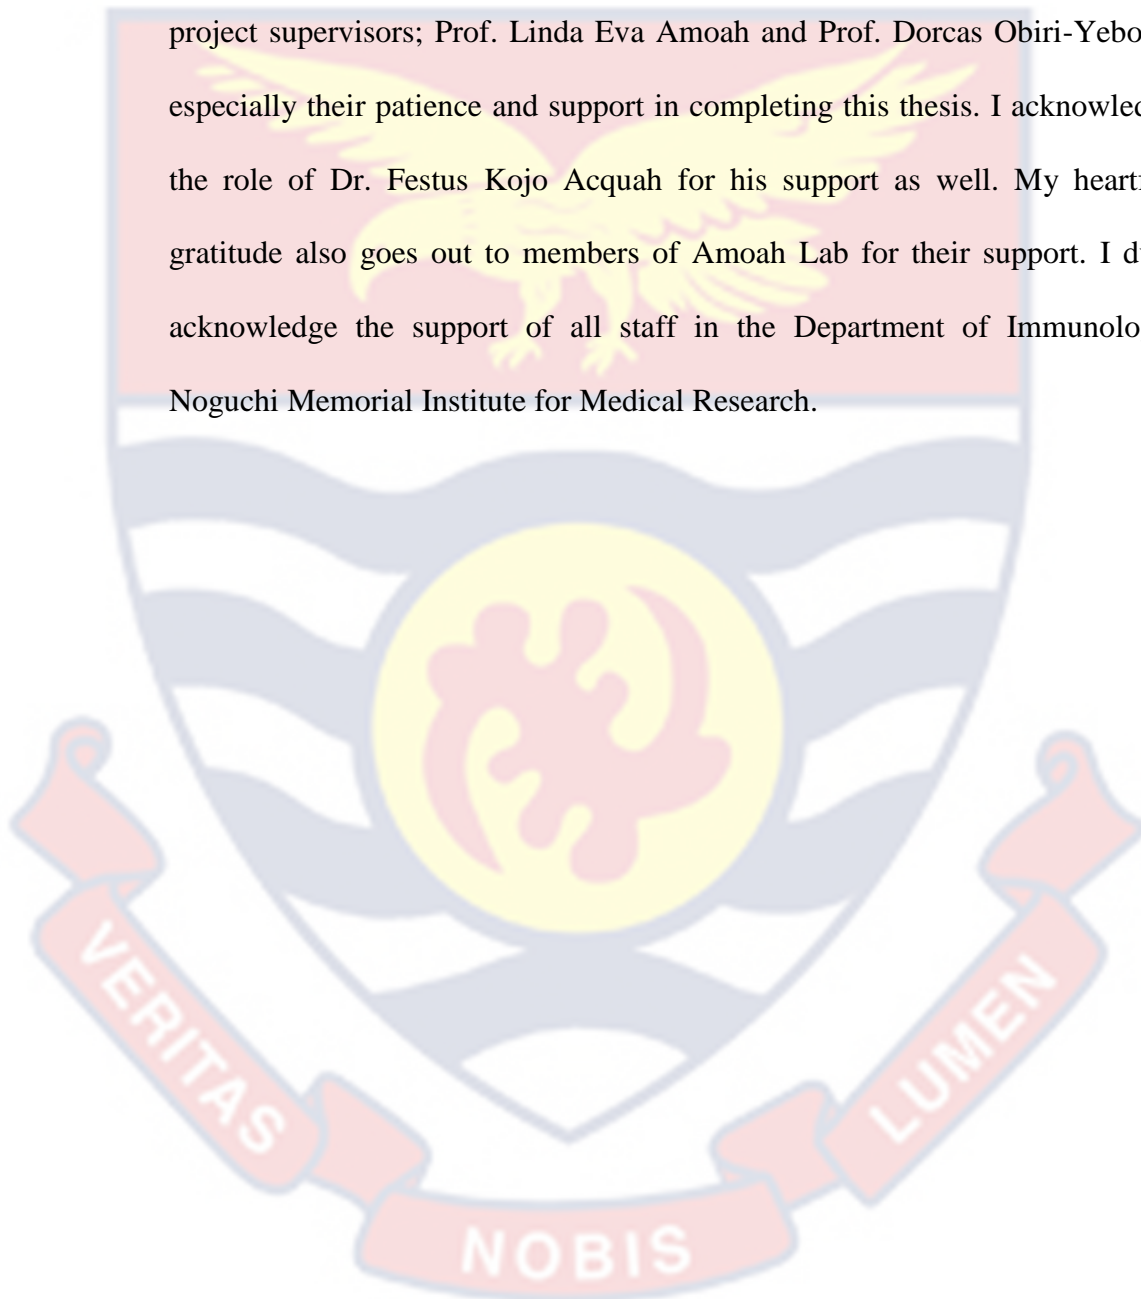 project supervisors; Prof. Linda Eva Amoah and Prof. Dorcas Obiri-Yebo
especially their patience and support in completing this thesis. I acknowled
the role of Dr. Festus Kojo Acquah for his support as well. My heartf
gratitude also goes out to members of Amoah Lab for their support. I d
acknowledge the support of all staff in the Department of Immunolo
Noguchi Memorial Institute for Medical Research.
VERITAS
NOBIS
LUMEN